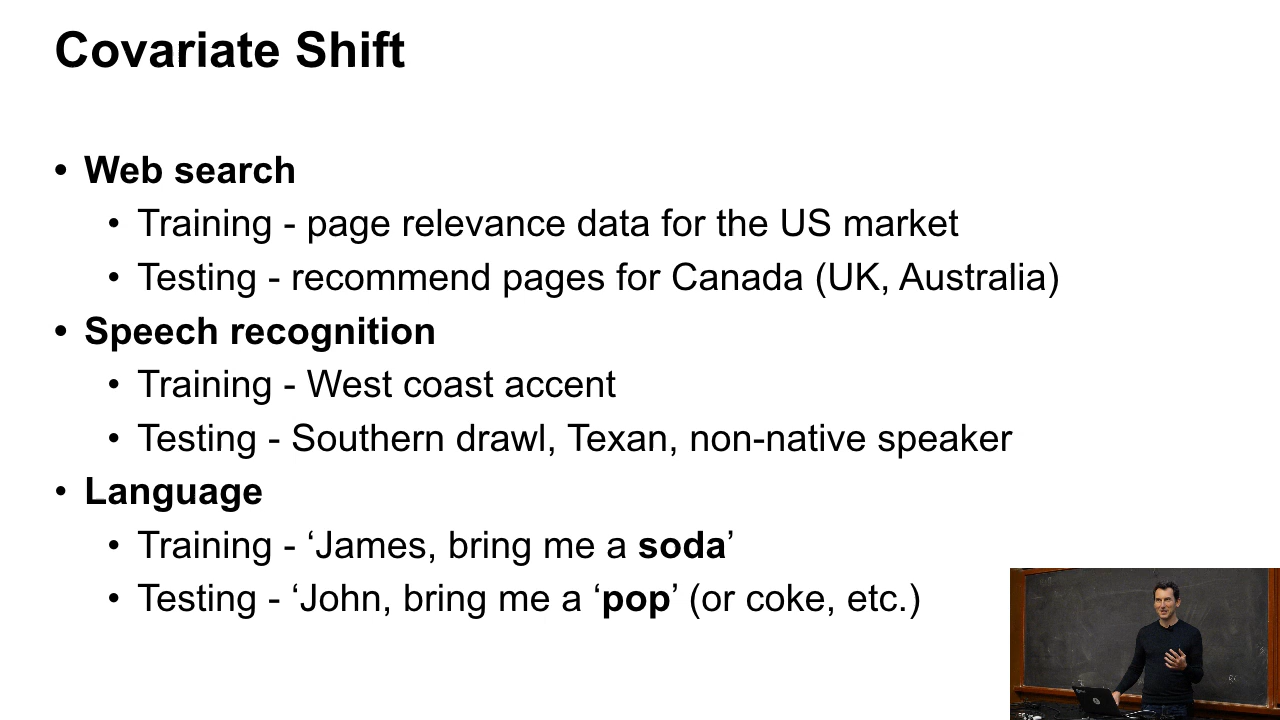 Covariate Shift
• Web search
• Training - page relevance data for the US market
• Testing - recommend pages for Canada (UK, Australia)
• Speech recognition
• Training - West coast accent
• Testing - Southern drawl, Texan, non-native speaker
• Language
• Training - ‘James, bring me a soda’
• Testing - ‘John, bring me a ‘pop’ (or coke, etc.)